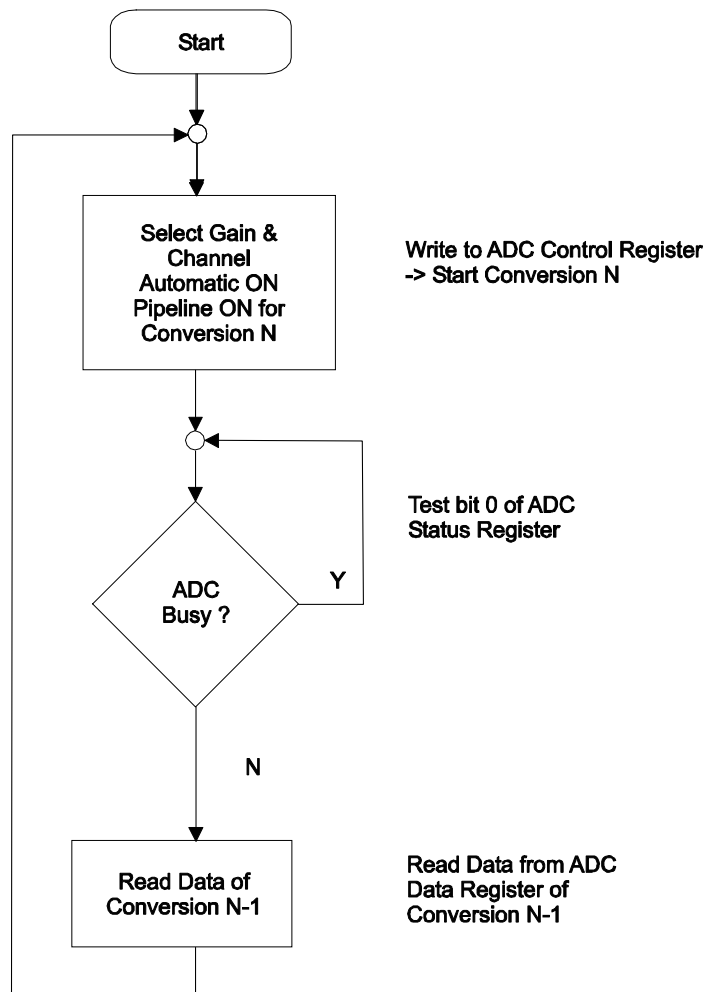 Start
Select Gain &
Channel
Automatic ON
Pipeline ON for
Conversion N
Write to ADC Control Register
-> Start Conversion N
Test bit 0 of ADC
Status Register
ADC
Busy ?
Y
N
Read Data of
Conversion N-1
Read Data from ADC
Data Register of
Conversion N-1